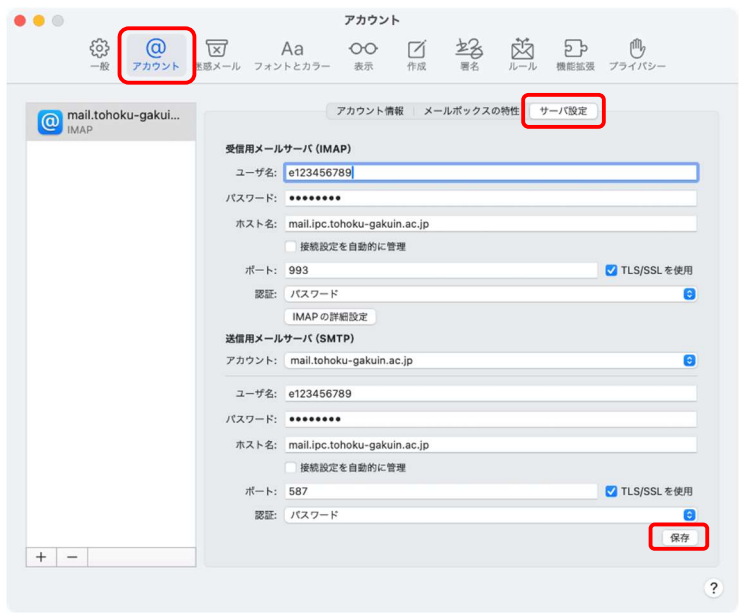 アカウント
一般
アカウント
迷惑メール
Aa
フォントとカラー
表示
作成
署名
ルール
機能拡張
プライバシー
mail.tohoku-gakui...
IMAP
アカウント情報
メールボックスの特性
サーバ設定
受信用メールサーバ (IMAP)
ユーザ名: e123456789
パスワード: ●●●●●●●●
ホスト名: mail.ipc.tohoku-gakuin.ac.jp
接続設定を自動的に管理
ポート: 993 TLS/SSL を使用
認証: パスワード
IMAP の詳細設定
送信用メールサーバ (SMTP)
アカウント: mail.tohoku-gakuin.ac.jp
ユーザ名: e123456789
パスワード: ●●●●●●●●
ホスト名: mail.ipc.tohoku-gakuin.ac.jp
接続設定を自動的に管理
ポート: 587 TLS/SSL を使用
認証: パスワード
保存
+ −
?